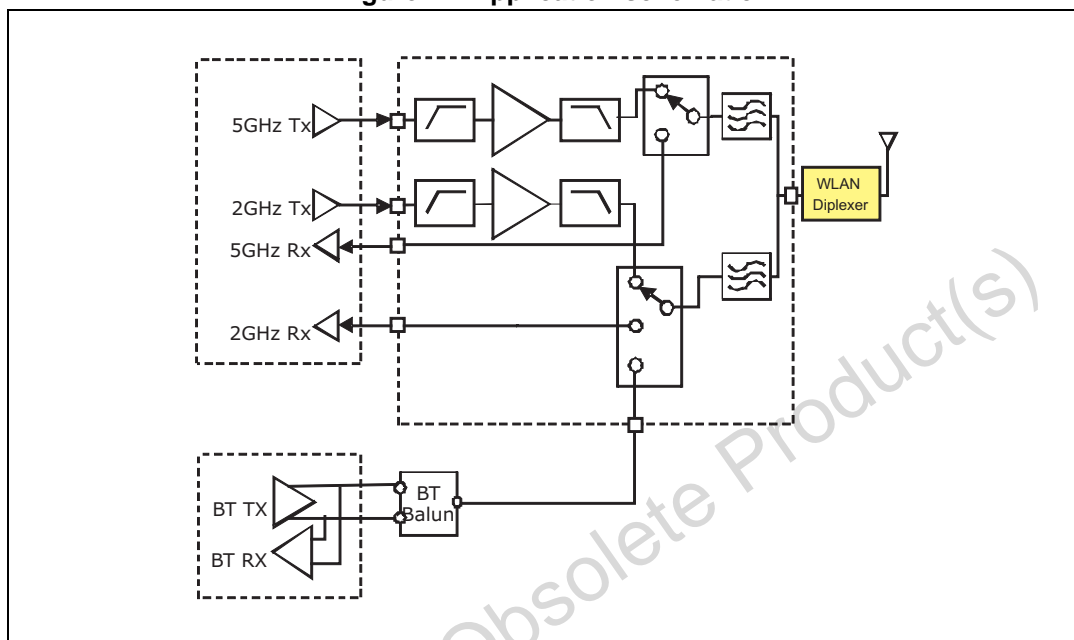 5GHz Tx
2GHz Tx
5GHz Rx
2GHz Rx
WLAN
Diplexer
BT TX
BT RX
BT
Balun
Obsolete Product(s)